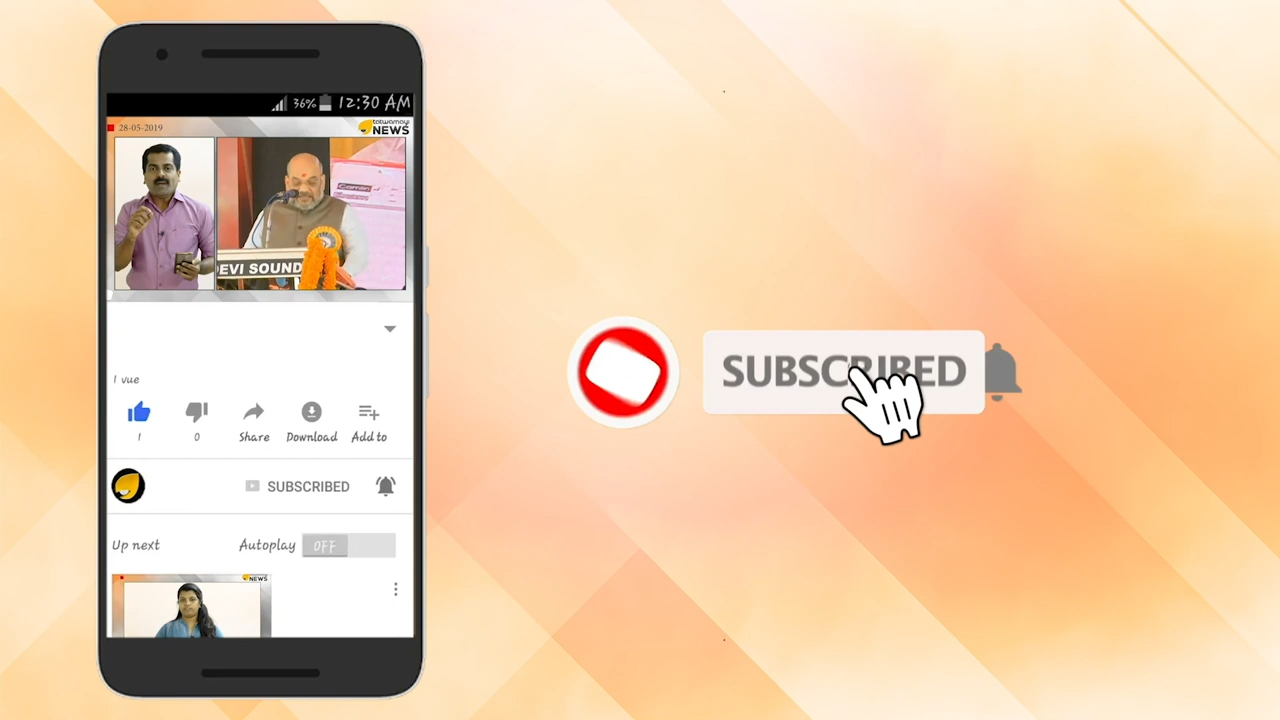 36% 12:30 AM
28-05-2019
tatwamayi
NEWS
DEVI SOUND
1 vue
1
0
Share
Download
Add to
SUBSCRIBED
Up next
Autoplay
OFF
NEWS
SUBSCRIBED